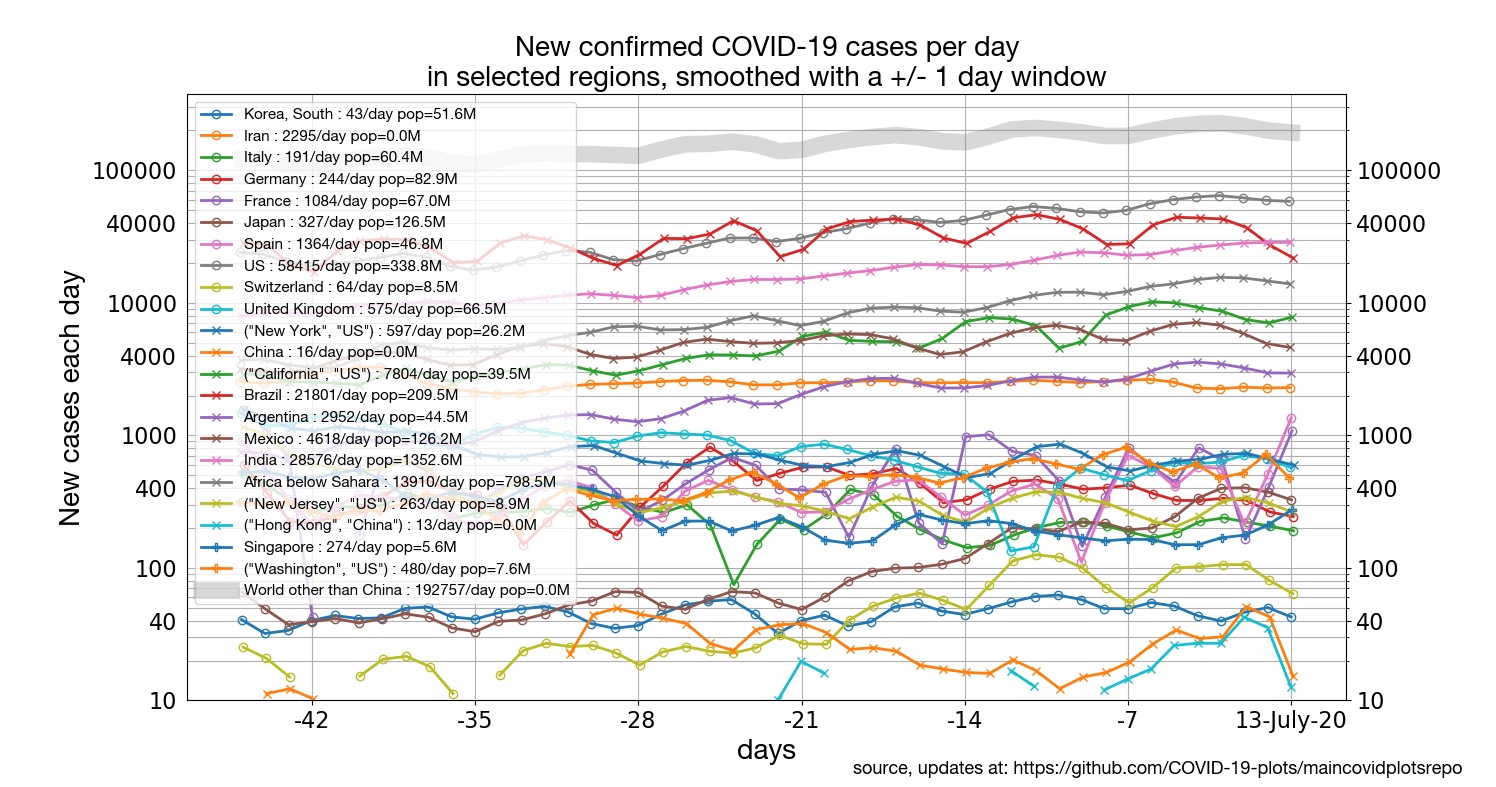 New confirmed COVID-19 cases per day
in selected regions, smoothed with a +/- 1 day window
Korea, South : 43/day pop=51.6M
Iran : 2295/day pop=0.0M
Italy : 191/day pop=60.4M
Germany : 244/day pop=82.9M
France : 1084/day pop=67.0M
Japan : 327/day pop=126.5M
Spain : 1364/day pop=46.8M
US : 58415/day pop=338.8M
Switzerland : 64/day pop=8.5M
United Kingdom : 575/day pop=66.5M
("New York", "US") : 597/day pop=26.2M
China : 16/day pop=0.0M
("California", "US") : 7804/day pop=39.5M
Brazil : 21801/day pop=209.5M
Argentina : 2952/day pop=44.5M
Mexico : 4618/day pop=126.2M
India : 28576/day pop=1352.6M
Africa below Sahara : 13910/day pop=798.5M
("New Jersey", "US") : 263/day pop=8.9M
("Hong Kong", "China") : 13/day pop=0.0M
Singapore : 274/day pop=5.6M
("Washington", "US") : 480/day pop=7.6M
World other than China : 192757/day pop=0.0M
New cases each day
100000
40000
10000
4000
1000
400
100
40
10
100000
40000
10000
4000
1000
400
100
40
10
-42
-35
-28
-21
-14
-7
13-July-20
days
source, updates at: https://github.com/COVID-19-plots/maincovidplotsrepo